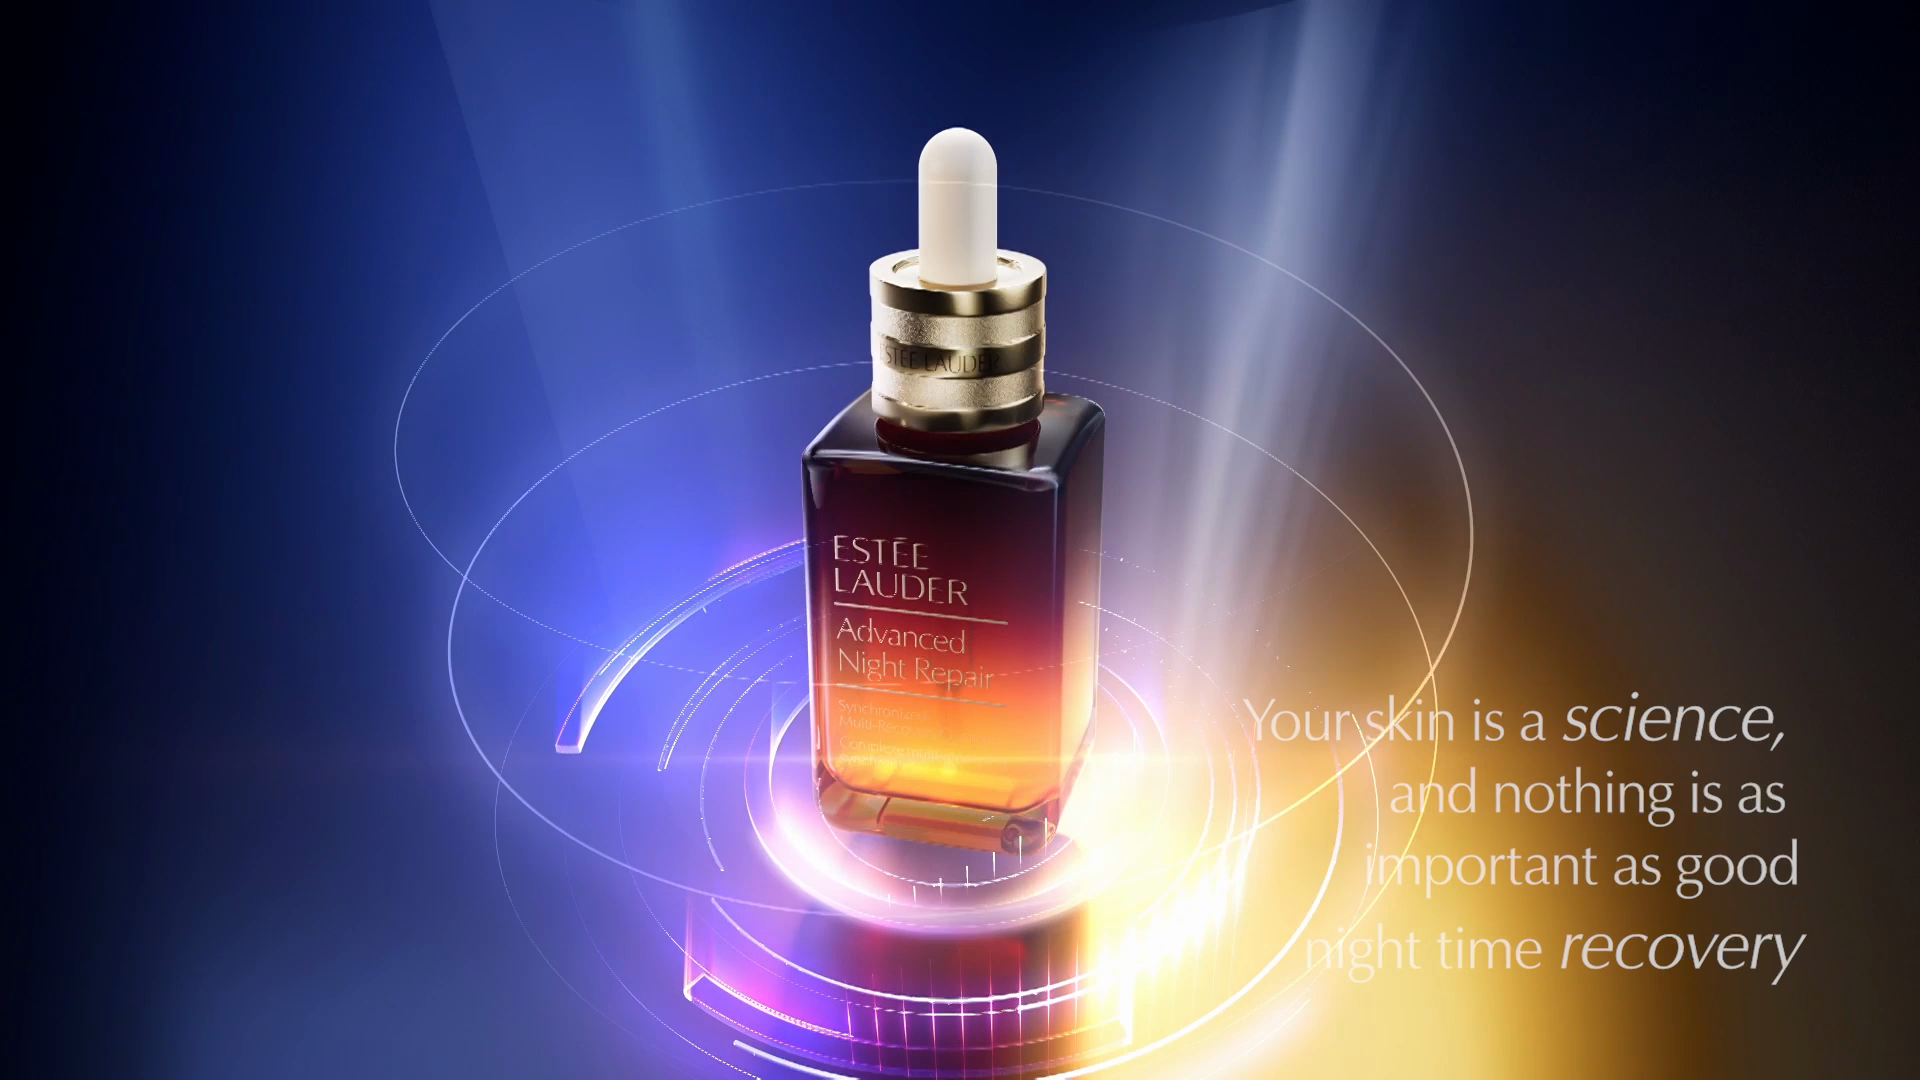 ESTĒE LAUDER
ESTĒE
LAUDER
Advanced
Night Repair
Synchronized
Your skin is a science,
and nothing is as
important as good
night time recovery